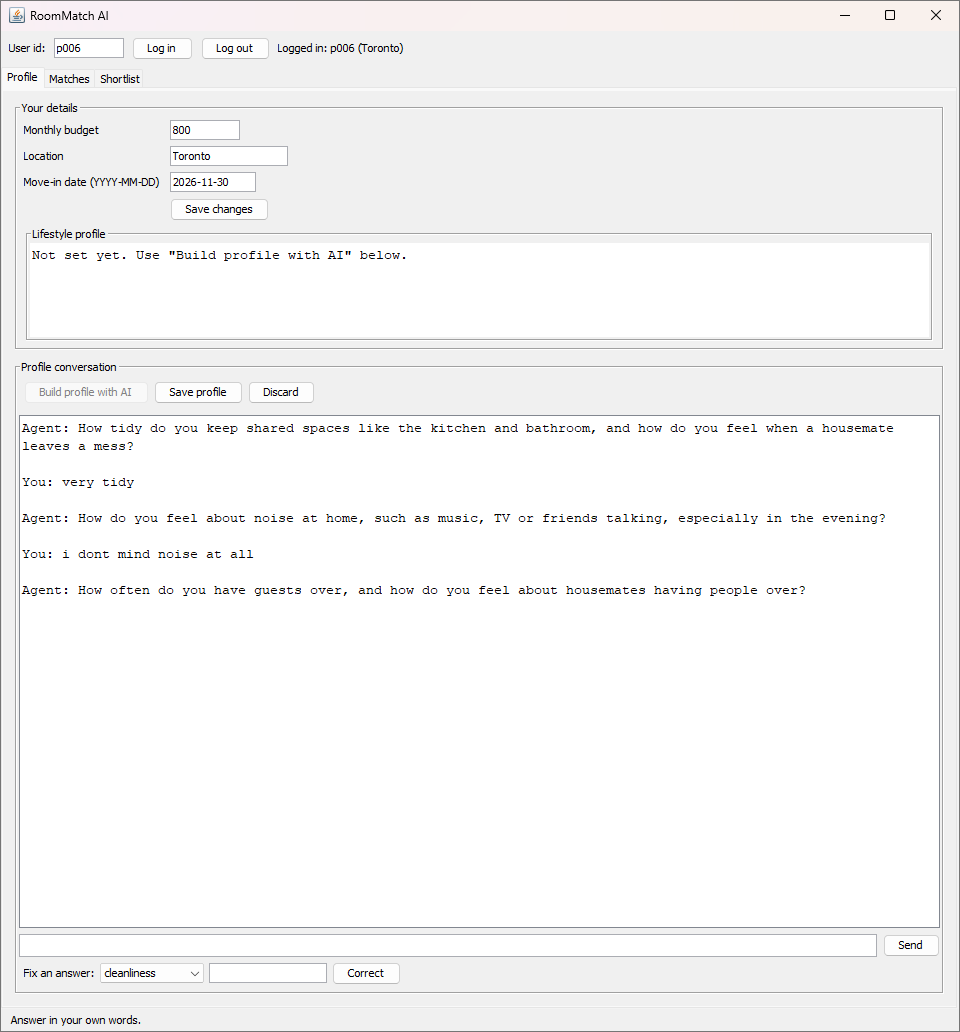 RoomMatch AI
User id: p006 Log in Log out Logged in: p006 (Toronto)
Profile Matches Shortlist
Your details
Monthly budget 800
Location Toronto
Move-in date (YYYY-MM-DD) 2026-11-30
Save changes
Lifestyle profile
Not set yet. Use "Build profile with AI" below.
Profile conversation
Build profile with AI Save profile Discard
Agent: How tidy do you keep shared spaces like the kitchen and bathroom, and how do you feel when a housemate
leaves a mess?
You: very tidy
Agent: How do you feel about noise at home, such as music, TV or friends talking, especially in the evening?
You: i dont mind noise at all
Agent: How often do you have guests over, and how do you feel about housemates having people over?
Send
Fix an answer: cleanliness Correct
Answer in your own words.